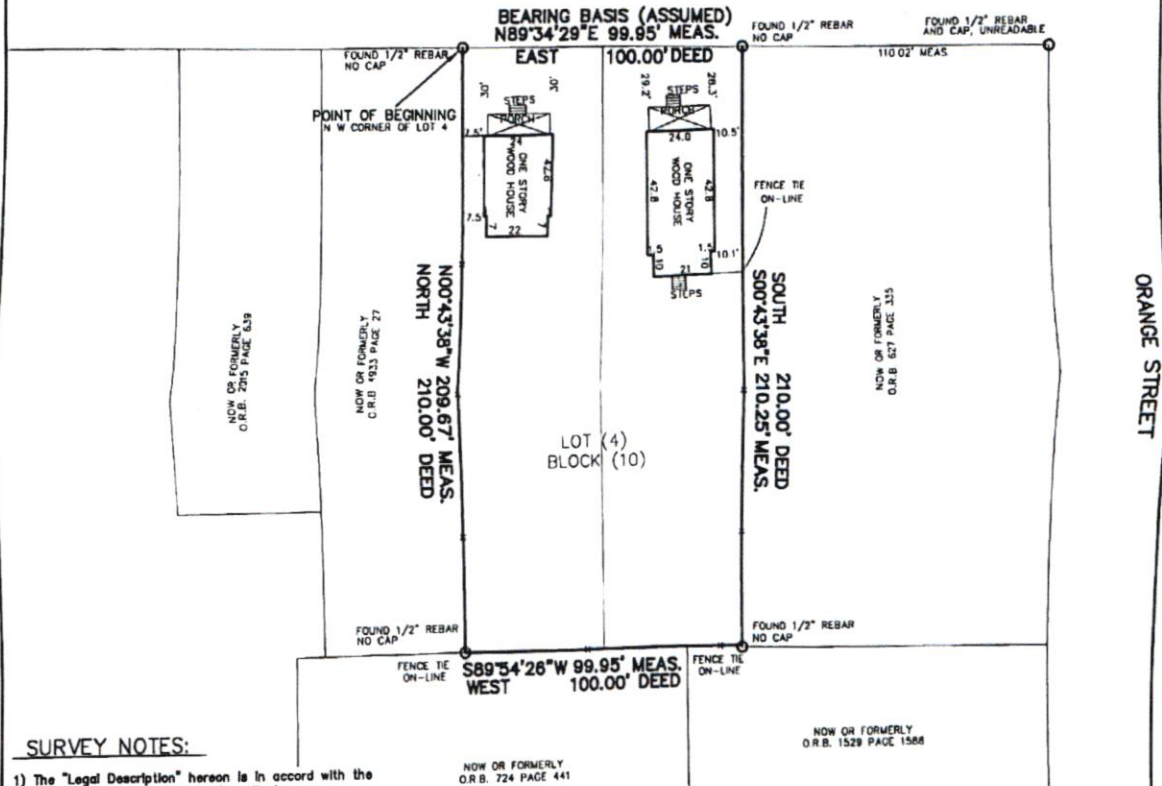 BEARING BASIS (ASSUMED)
N89°34'29"E 99.95' MEAS.
EAST 100.00' DEED
FOUND 1/2" REBAR
NO CAP
FOUND 1/2" REBAR
NO CAP
FOUND 1/2" REBAR
AND CAP, UNREADABLE
110.02' MEAS.
POINT OF BEGINNING
N W CORNER OF LOT 4
30'
30'
STEPS
PORCH
7.5'
24
ONE STORY
WOOD HOUSE
42.8
7.5'
7
22
7
29.2'
28.3'
STEPS
PORCH
24.0
10.5'
ONE STORY
WOOD HOUSE
42.8
42.8
1.5
10
21
1.5
10
10.1'
STEPS
FENCE TIE
ON-LINE
NORTH 210.00' DEED
N00°43'38"W 209.67' MEAS.
SOUTH 210.00' DEED
S00°43'38"E 210.25' MEAS.
NOW OR FORMERLY
O.R.B. 2015 PAGE 639
NOW OR FORMERLY
O.R.B. 4933 PAGE 27
NOW OR FORMERLY
O.R.B. 627 PAGE 335
ORANGE STREET
LOT (4)
BLOCK (10)
FOUND 1/2" REBAR
NO CAP
FOUND 1/2" REBAR
NO CAP
FENCE TIE
ON-LINE
S89°54'26"W 99.95' MEAS.
WEST 100.00' DEED
FENCE TIE
ON-LINE
NOW OR FORMERLY
O.R.B. 1529 PAGE 1588
NOW OR FORMERLY
O.R.B. 724 PAGE 441
SURVEY NOTES:
1) The "Legal Description" hereon is in accord with the